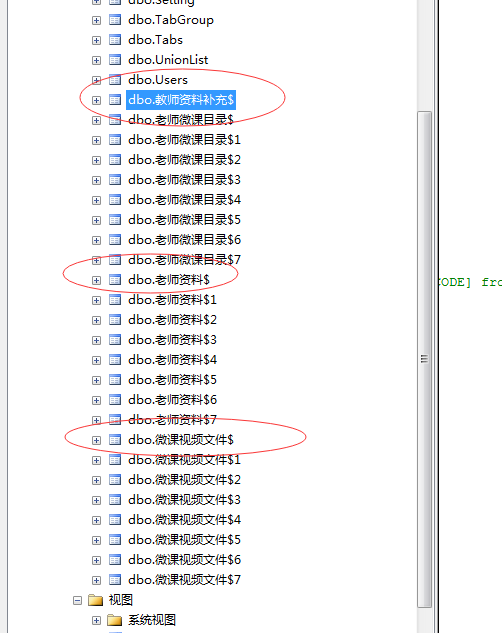 dbo.Setting
dbo.TabGroup
dbo.Tabs
dbo.UnionList
dbo.Users
dbo.教师资料补充$
dbo.老师微课目录$
dbo.老师微课目录$1
dbo.老师微课目录$2
dbo.老师微课目录$3
dbo.老师微课目录$4
dbo.老师微课目录$5
dbo.老师微课目录$6
dbo.老师微课目录$7
dbo.老师资料$
CODE] fro
dbo.老师资料$1
dbo.老师资料$2
dbo.老师资料$3
dbo.老师资料$4
dbo.老师资料$5
dbo.老师资料$6
dbo.老师资料$7
dbo.微课视频文件$
dbo.微课视频文件$1
dbo.微课视频文件$2
dbo.微课视频文件$3
dbo.微课视频文件$4
dbo.微课视频文件$5
dbo.微课视频文件$6
dbo.微课视频文件$7
视图
系统视图